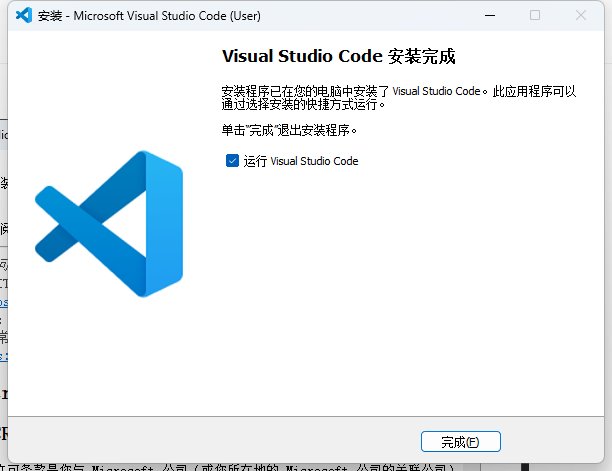 安装 - Microsoft Visual Studio Code (User)
Visual Studio Code 安装完成
安装程序已在您的电脑中安装了 Visual Studio Code。此应用程序可以
通过选择安装的快捷方式运行。
单击"完成"退出安装程序。
运行 Visual Studio Code
完成(F)
许可条款是您与 Microsoft 公司（或您所在地的 Microsoft 公司的关联公司）